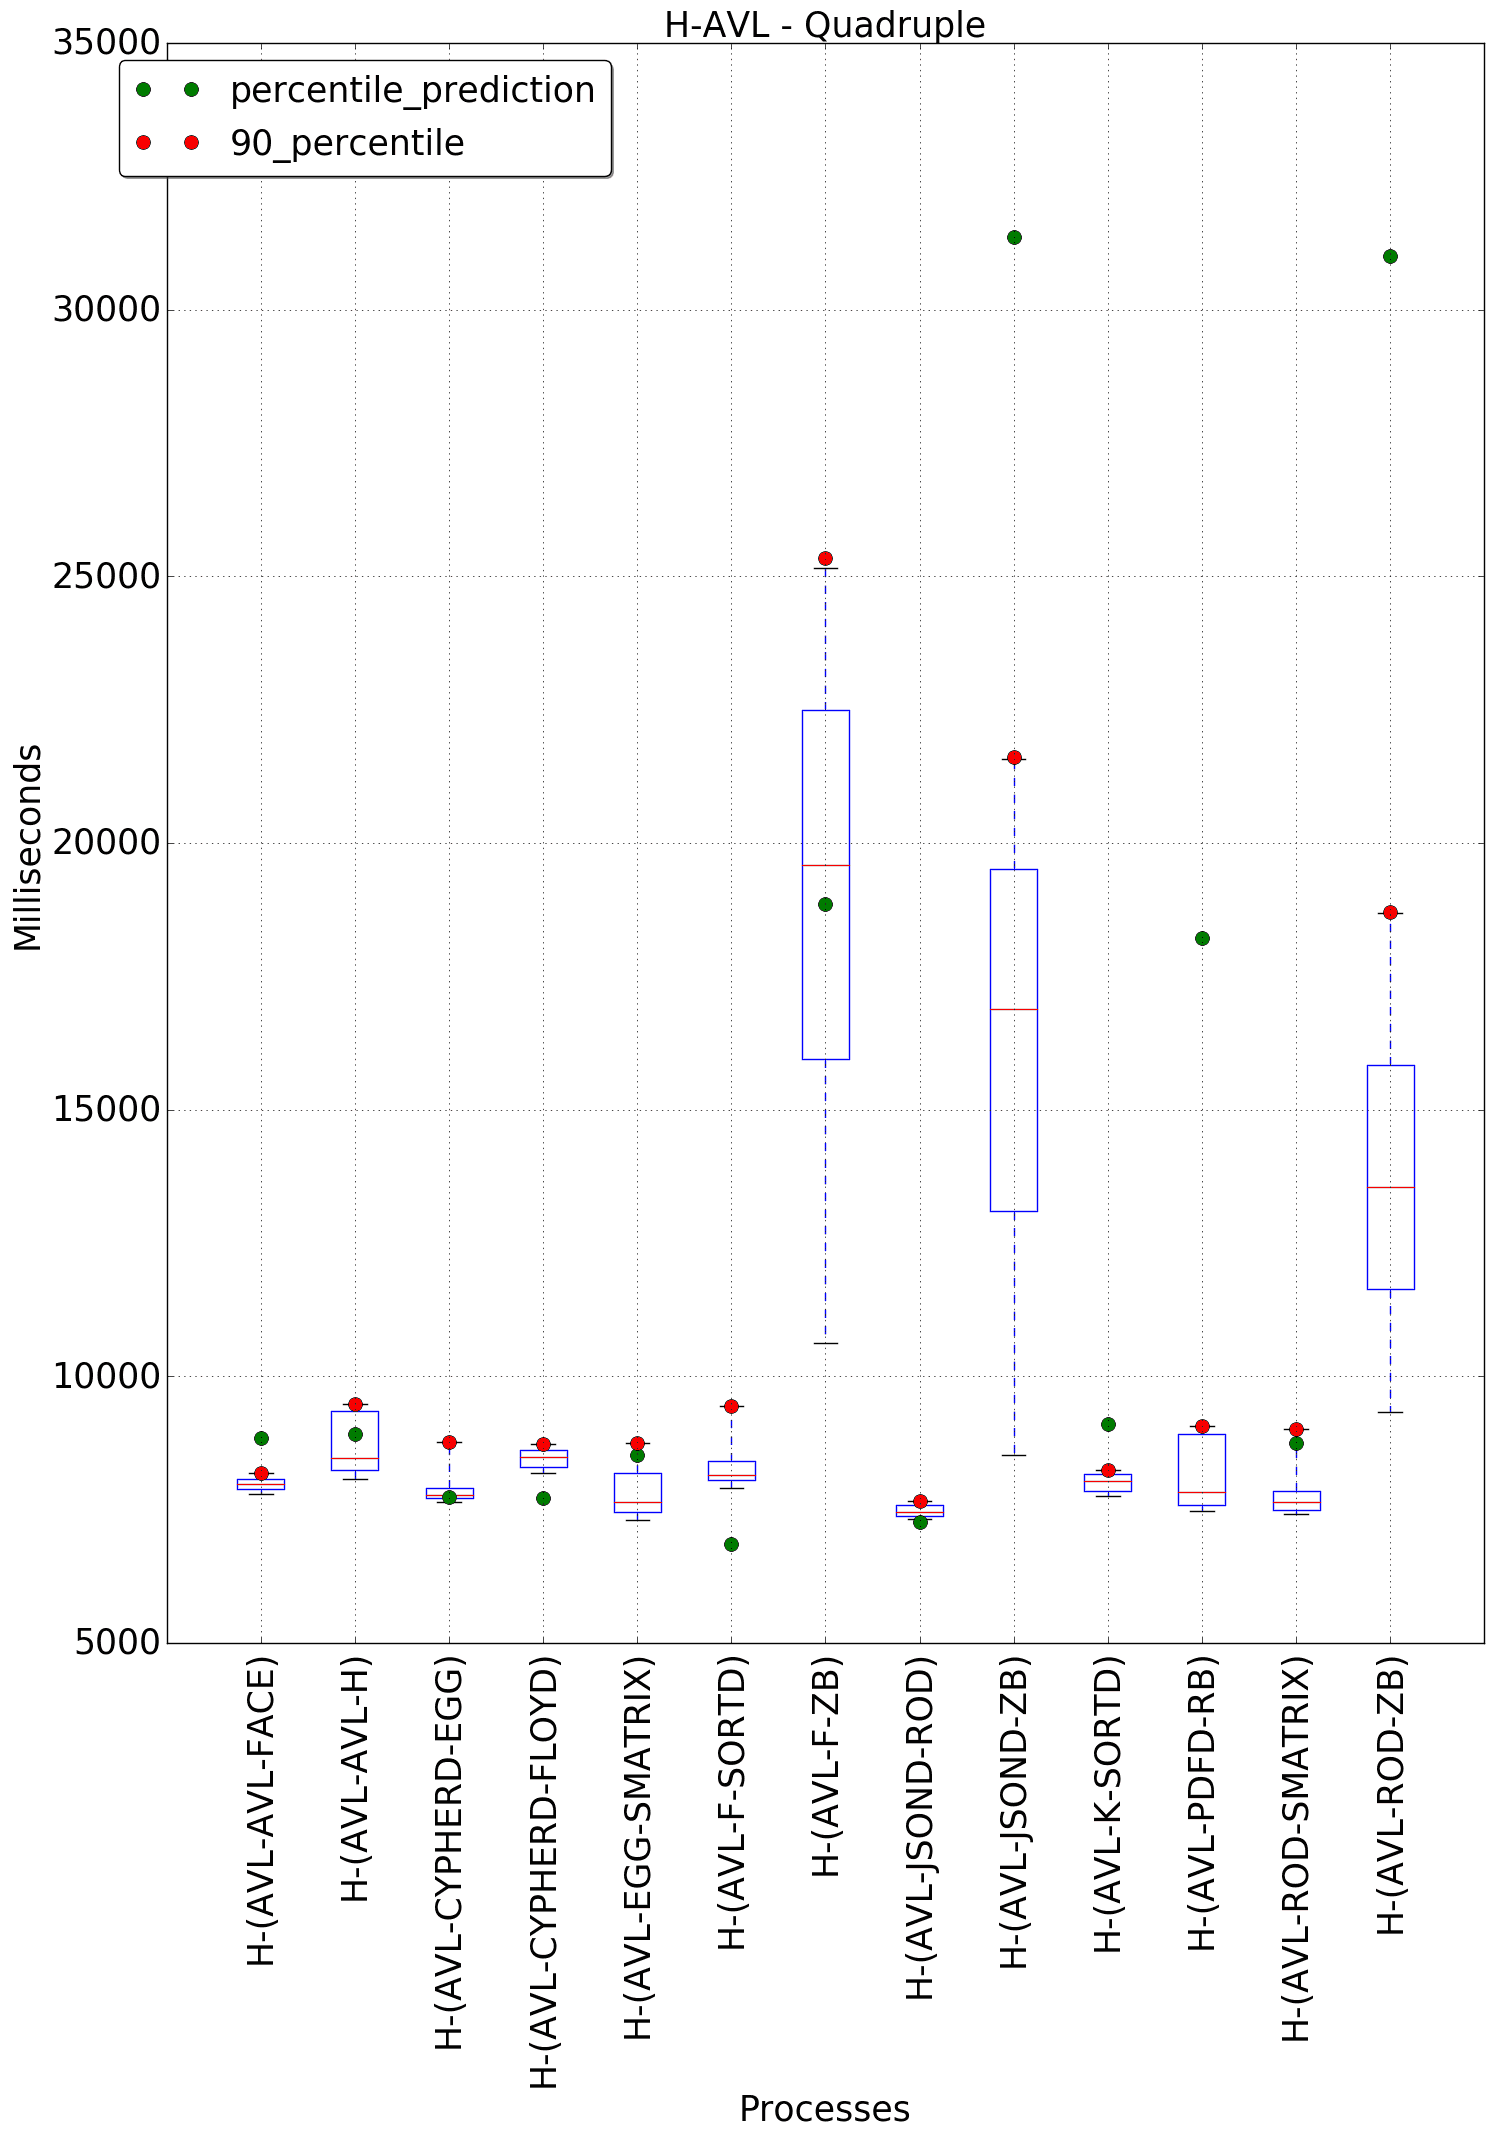 H-AVL - Quadruple
percentile_prediction
90_percentile
35000
30000
25000
20000
15000
10000
5000
Milliseconds
H-(AVL-AVL-FACE)
H-(AVL-AVL-H)
H-(AVL-CYPHERD-EGG)
H-(AVL-CYPHERD-FLOYD)
H-(AVL-EGG-SMATRIX)
H-(AVL-F-SORTD)
H-(AVL-F-ZB)
H-(AVL-JSOND-ROD)
H-(AVL-JSOND-ZB)
H-(AVL-K-SORTD)
H-(AVL-PDFD-RB)
H-(AVL-ROD-SMATRIX)
H-(AVL-ROD-ZB)
Processes